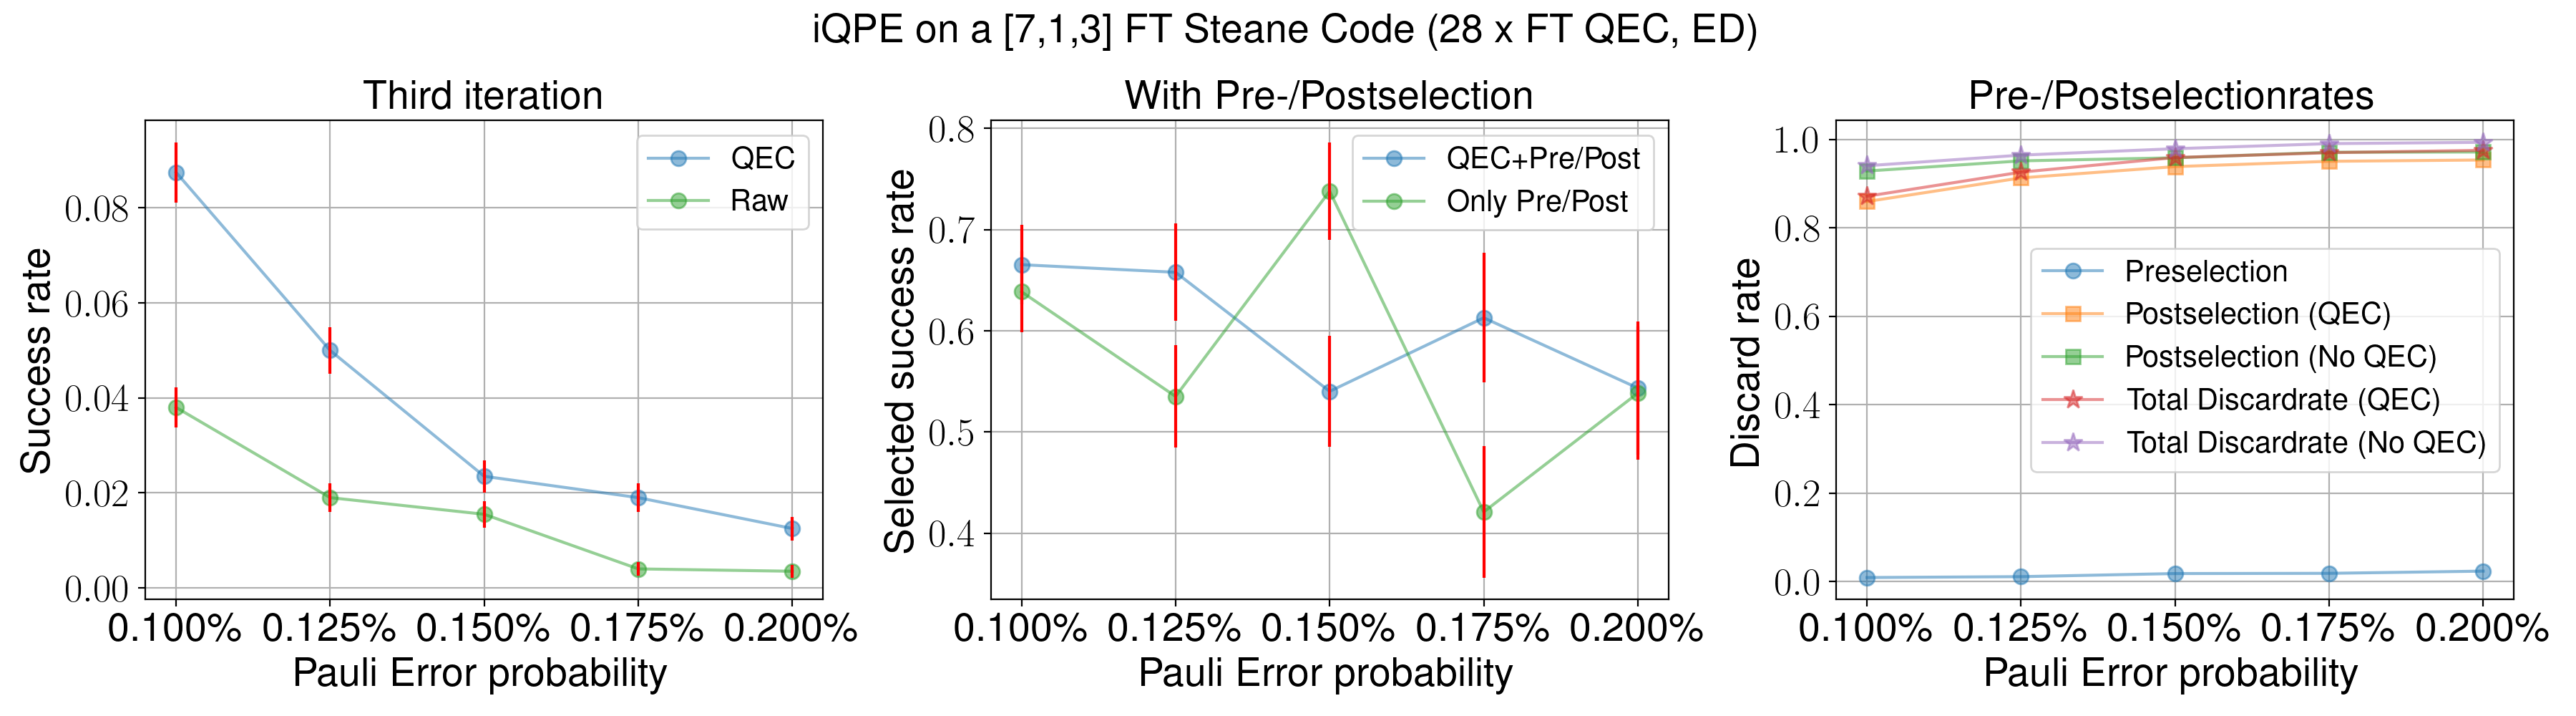 iQPE on a [7,1,3] FT Steane Code (28 x FT QEC, ED)
Third iteration
Success rate
0.08
0.06
0.04
0.02
0.00
QEC
Raw
0.100% 0.125% 0.150% 0.175% 0.200%
Pauli Error probability
With Pre-/Postselection
Selected success rate
0.8
0.7
0.6
0.5
0.4
QEC+Pre/Post
Only Pre/Post
0.100% 0.125% 0.150% 0.175% 0.200%
Pauli Error probability
Pre-/Postselectionrates
Discard rate
1.0
0.8
0.6
0.4
0.2
0.0
Preselection
Postselection (QEC)
Postselection (No QEC)
Total Discardrate (QEC)
Total Discardrate (No QEC)
0.100% 0.125% 0.150% 0.175% 0.200%
Pauli Error probability